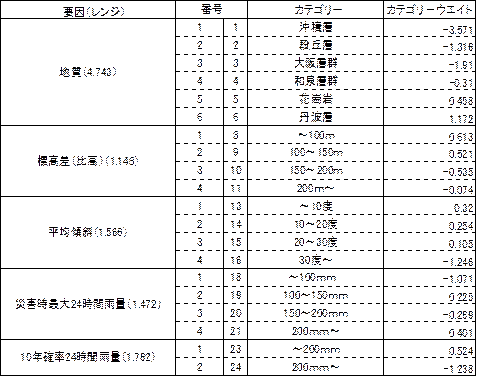 要因(レンジ) 番号 カテゴリー カテゴリーウエイト
地質(4.743)
1 1 沖積層 -3.571
2 2 段丘層 -1.316
3 3 大阪層群 -1.91
4 4 和泉層群 -0.31
5 5 花崗岩 0.458
6 6 丹波層 1.172
標高差(比高)(1.148)
1 8 ~100m 0.613
2 9 100~150m 0.521
3 10 150~200m -0.535
4 11 200m~ -0.074
平均傾斜(1.566)
1 13 ~10度 0.32
2 14 10~20度 0.254
3 15 20~30度 0.105
4 16 30度~ -1.246
災害時最大24時間雨量(1.472)
1 18 ~100mm -1.071
2 19 100~150mm 0.225
3 20 150~200mm -0.269
4 21 200mm~ 0.401
10年確率24時間雨量(1.762)
1 23 ~200mm 0.524
2 24 200mm~ -1.238